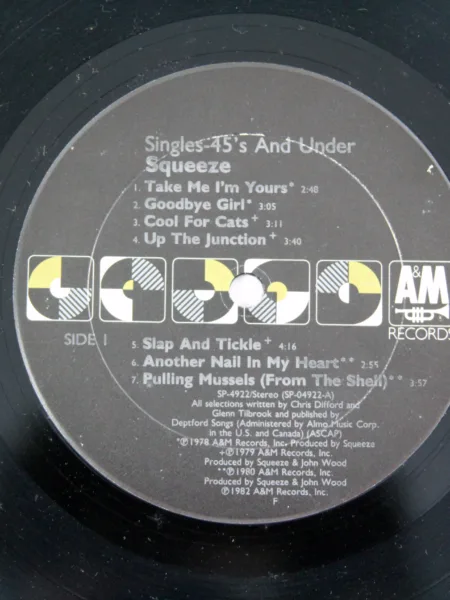 Singles-45's And Under
Squeeze
1. Take Me I'm Yours* 2:48
2. Goodbye Girl* 3:05
3. Cool For Cats+ 3:11
4. Up The Junction+ 3:40
A&M
RECORDS
SIDE 1
5. Slap And Tickle+ 4:16
6. Another Nail In My Heart** 2:55
7. Pulling Mussels (From The Shell)** 3:57
SP-4922/Stereo (SP-04922-A)
All selections written by Chris Difford and
Glenn Tilbrook and published by
Deptford Songs (Administered by Almo Music Corp.
in the U.S. and Canada) (ASCAP)
*℗1978 A&M Records, Inc. Produced by Squeeze
+℗1979 A&M Records, Inc.
Produced by Squeeze & John Wood
**℗1980 A&M Records, Inc.
Produced by Squeeze & John Wood
℗1982 A&M Records, Inc.
F